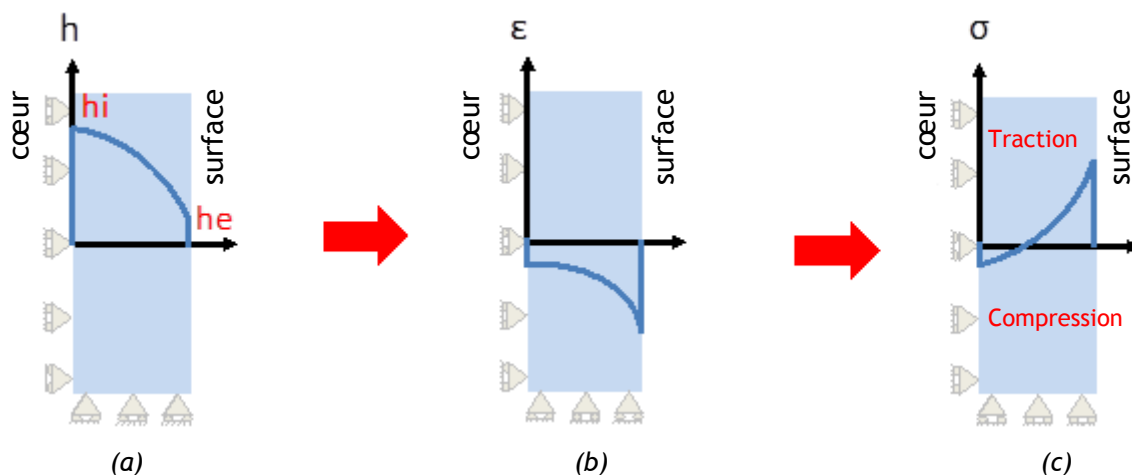 h
cœur
hi
surface
he
(a)
ε
cœur
surface
(b)
σ
cœur
Traction
surface
Compression
(c)